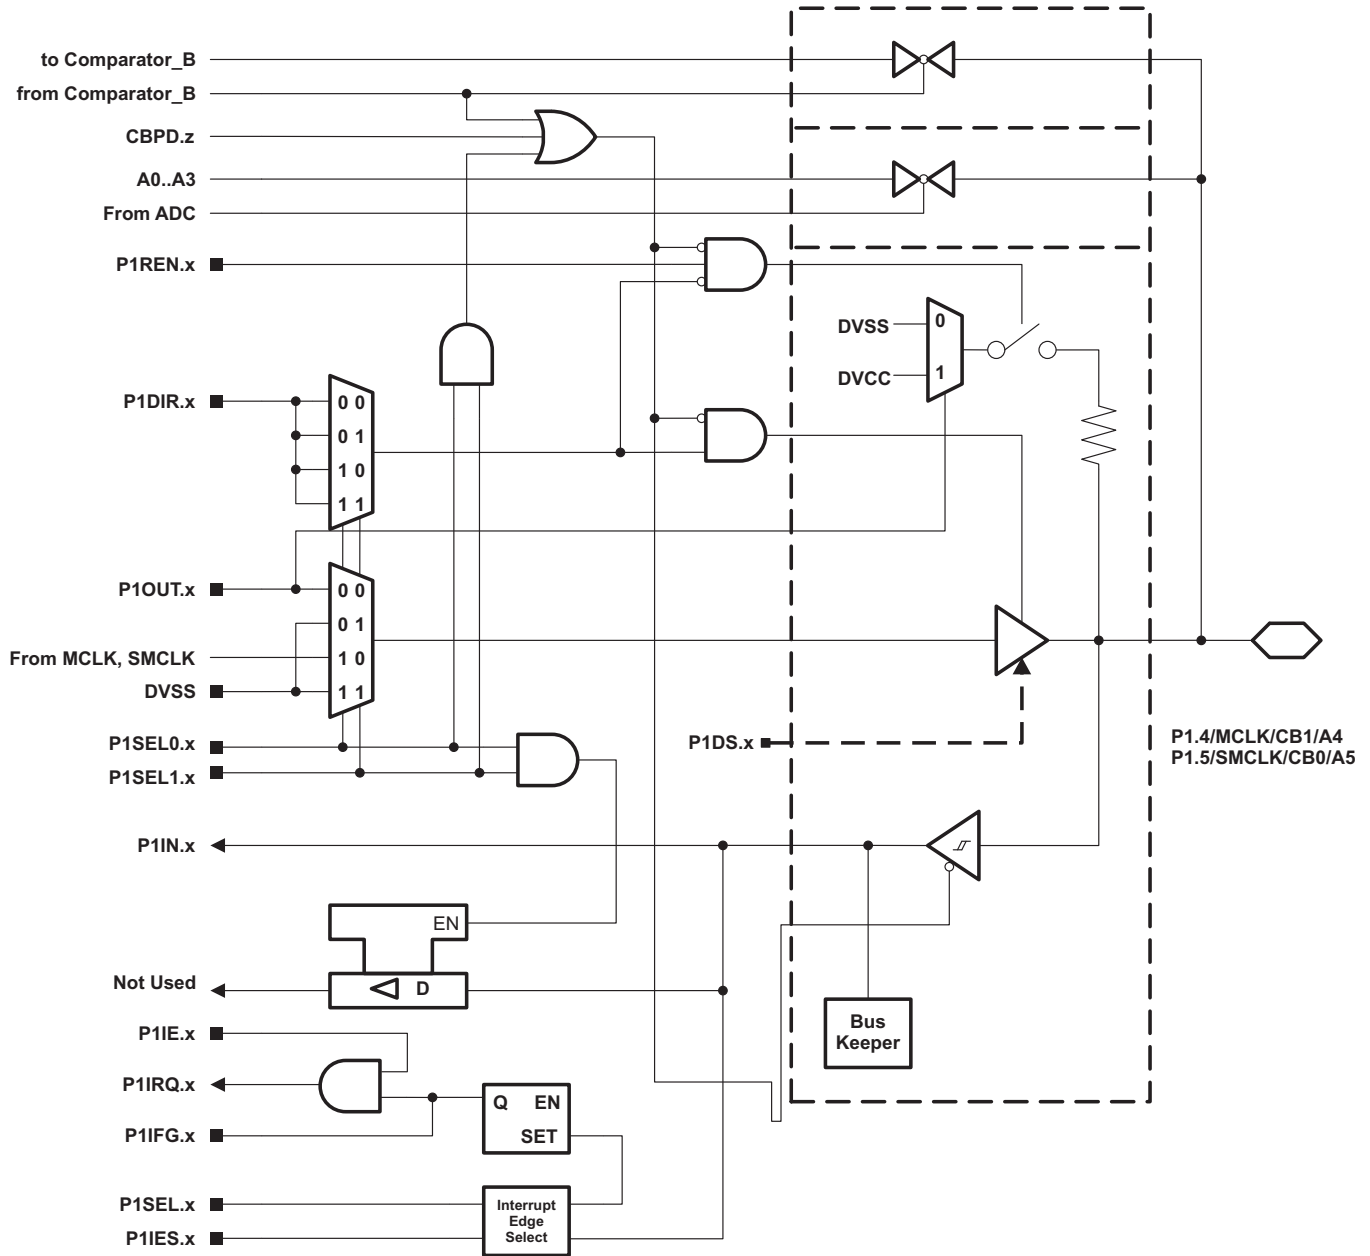 to Comparator_B
from Comparator_B
CBPD.z
A0..A3
From ADC
P1REN.x
DVSS
0
DVCC
1
P1DIR.x
0 0
0 1
1 0
1 1
P1OUT.x
0 0
0 1
From MCLK, SMCLK
1 0
DVSS
1 1
P1SEL0.x
P1SEL1.x
P1DS.x
P1.4/MCLK/CB1/A4
P1.5/SMCLK/CB0/A5
P1IN.x
EN
Not Used
D
Bus
Keeper
P1IE.x
P1IRQ.x
Q EN
SET
P1IFG.x
P1SEL.x
P1IES.x
Interrupt
Edge
Select